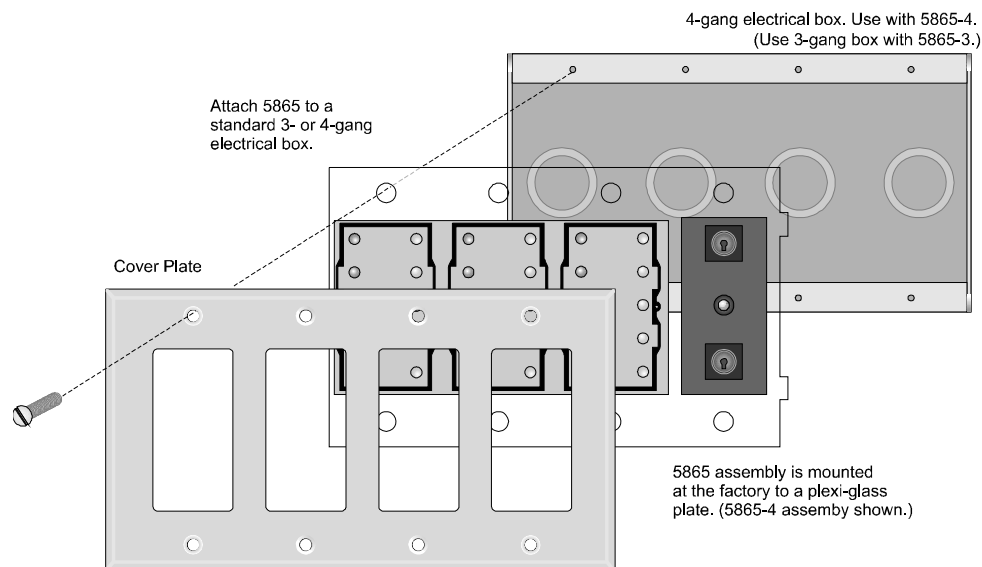 4-gang electrical box. Use with 5865-4.
(Use 3-gang box with 5865-3.)
Attach 5865 to a
standard 3- or 4-gang
electrical box.
Cover Plate
5865 assembly is mounted
at the factory to a plexi-glass
plate. (5865-4 assemby shown.)